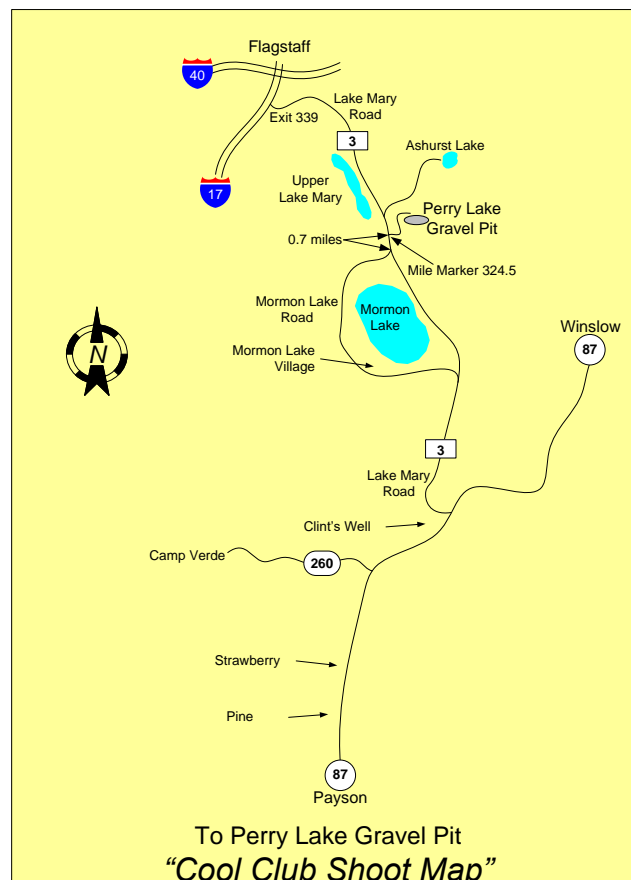 Flagstaff
40
Lake Mary
Road
Exit 339
3
Ashurst Lake
17
Upper
Lake Mary
Perry Lake
Gravel Pit
0.7 miles
Mile Marker 324.5
Mormon Lake
Road
Mormon
Lake
Winslow
87
N
Mormon Lake
Village
3
Lake Mary
Road
Clint's Well
Camp Verde
260
Strawberry
Pine
87
Payson
To Perry Lake Gravel Pit
“Cool Club Shoot Map”